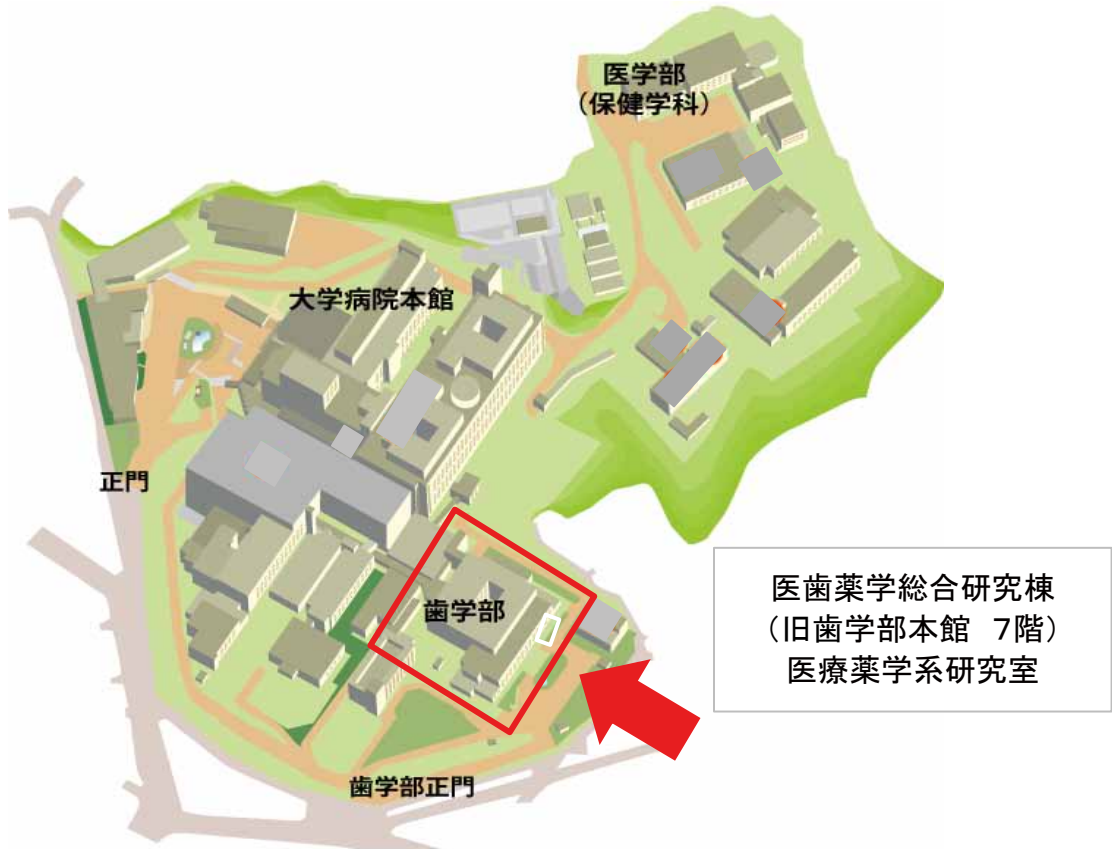 医学部
（保健学科）
大学病院本館
正門
歯学部
医歯薬学総合研究棟
（旧歯学部本館　7階）
医療薬学系研究室
歯学部正門